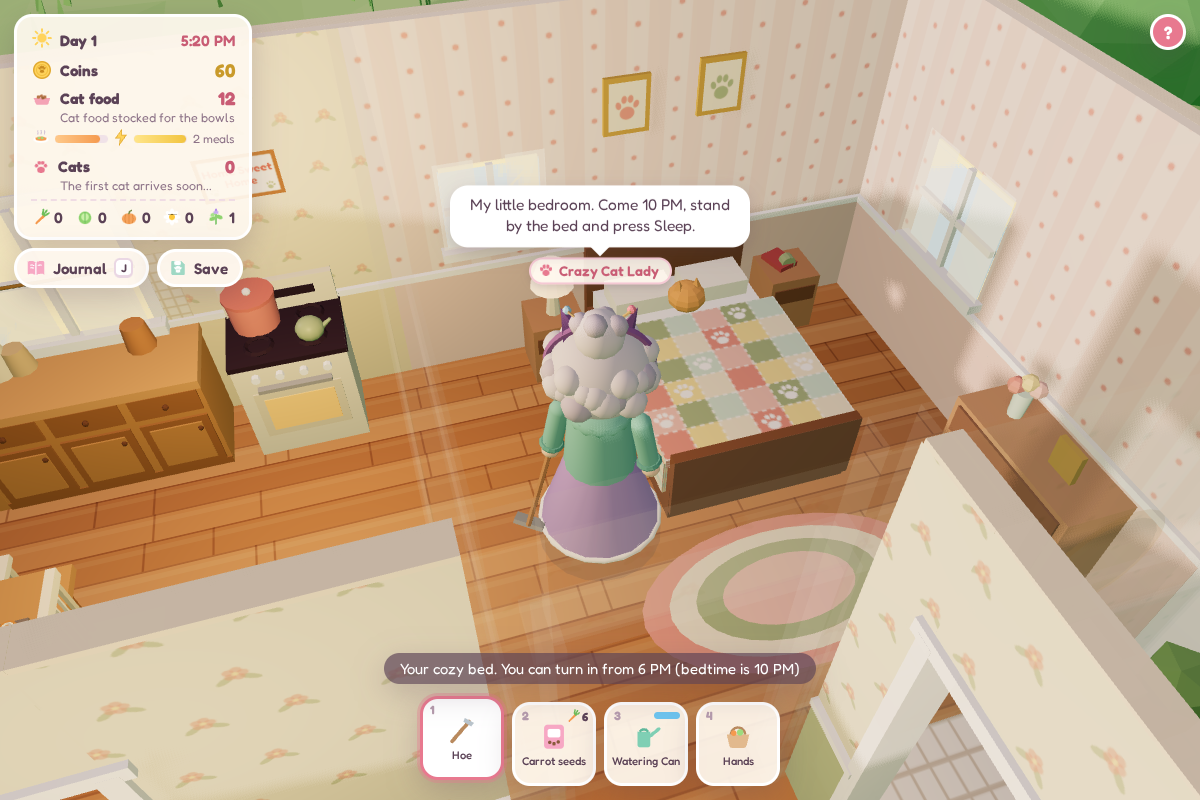 Day 1 5:20 PM
Coins 60
Cat food 12
Cat food stocked for the bowls
2 meals
Cats 0
The first cat arrives soon...
0 0 0 0 1
Journal J Save
?
My little bedroom. Come 10 PM, stand
by the bed and press Sleep.
Crazy Cat Lady
Your cozy bed. You can turn in from 6 PM (bedtime is 10 PM)
1 Hoe
2 6 Carrot seeds
3 Watering Can
4 Hands